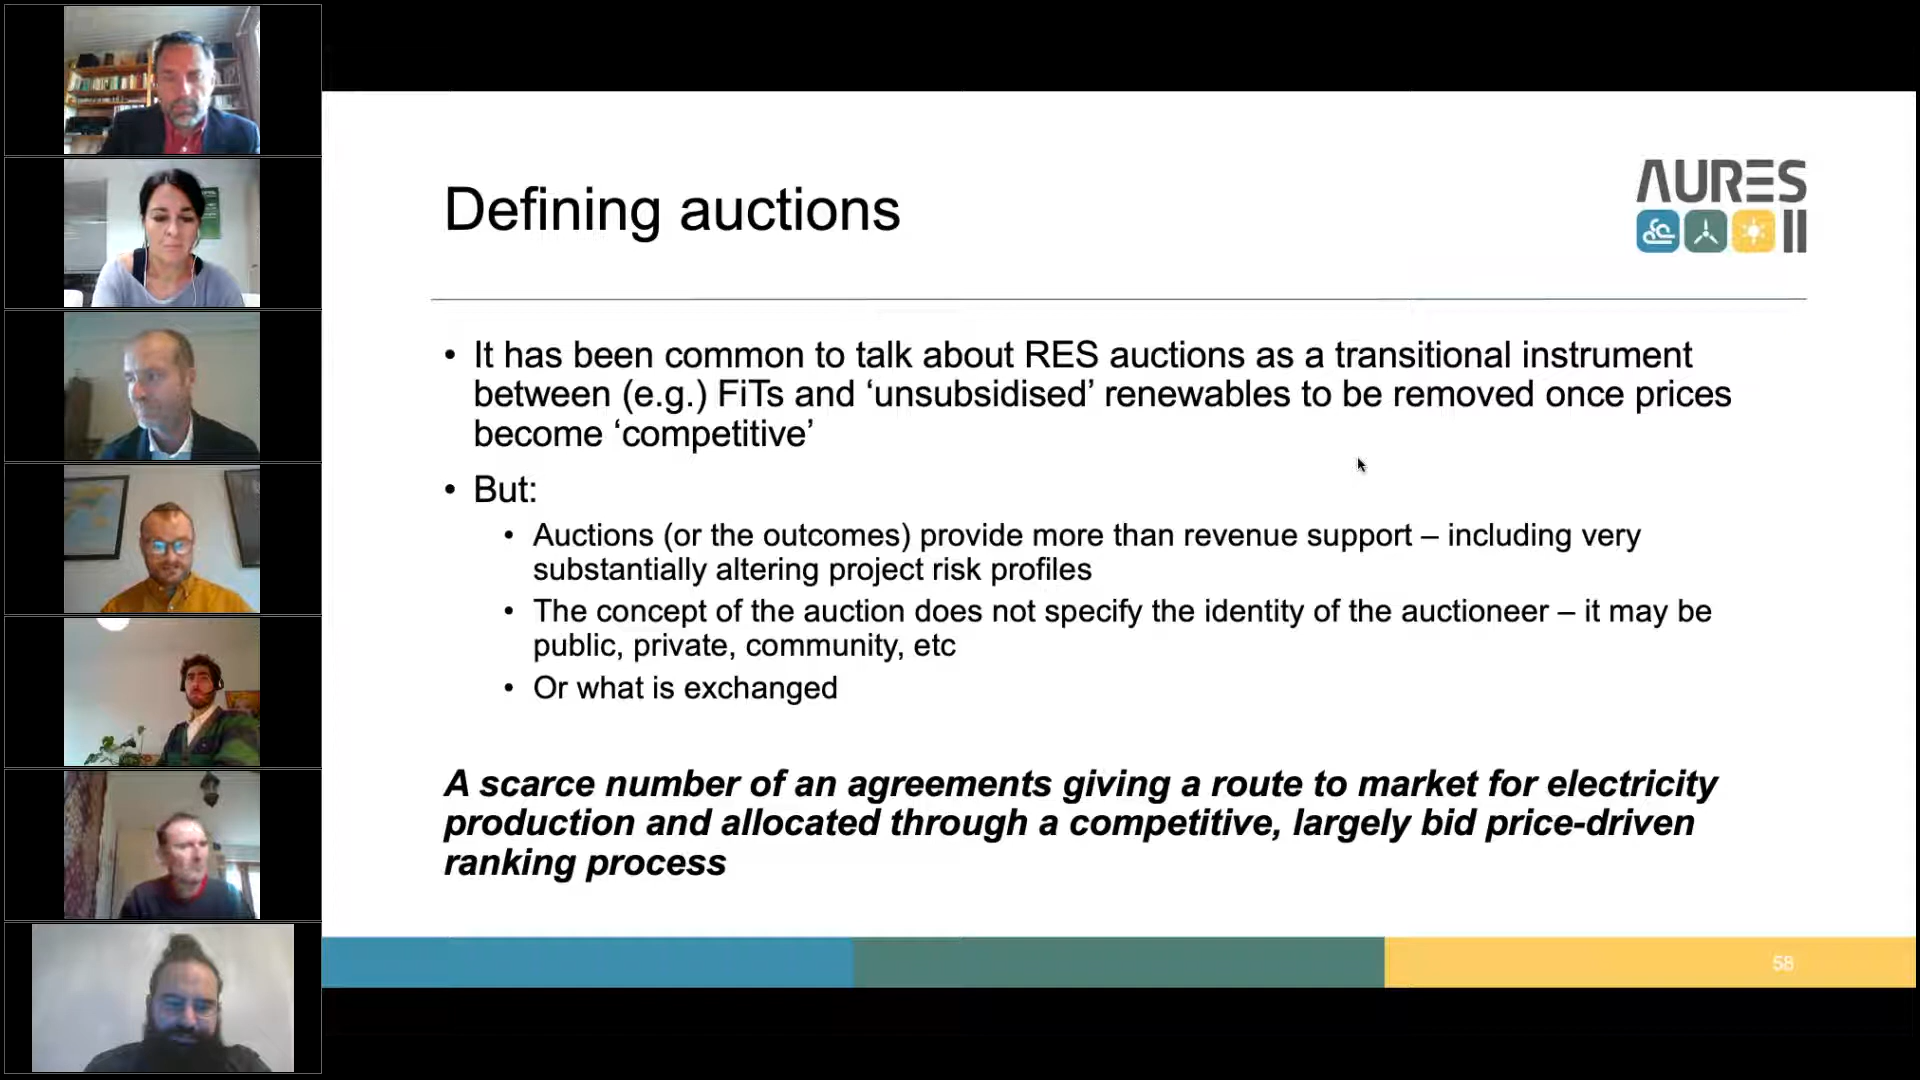 Defining auctions
AURES
II
• It has been common to talk about RES auctions as a transitional instrument
between (e.g.) FiTs and ‘unsubsidised’ renewables to be removed once prices
become ‘competitive’
• But:
• Auctions (or the outcomes) provide more than revenue support – including very
substantially altering project risk profiles
• The concept of the auction does not specify the identity of the auctioneer – it may be
public, private, community, etc
• Or what is exchanged
A scarce number of an agreements giving a route to market for electricity
production and allocated through a competitive, largely bid price-driven
ranking process
58